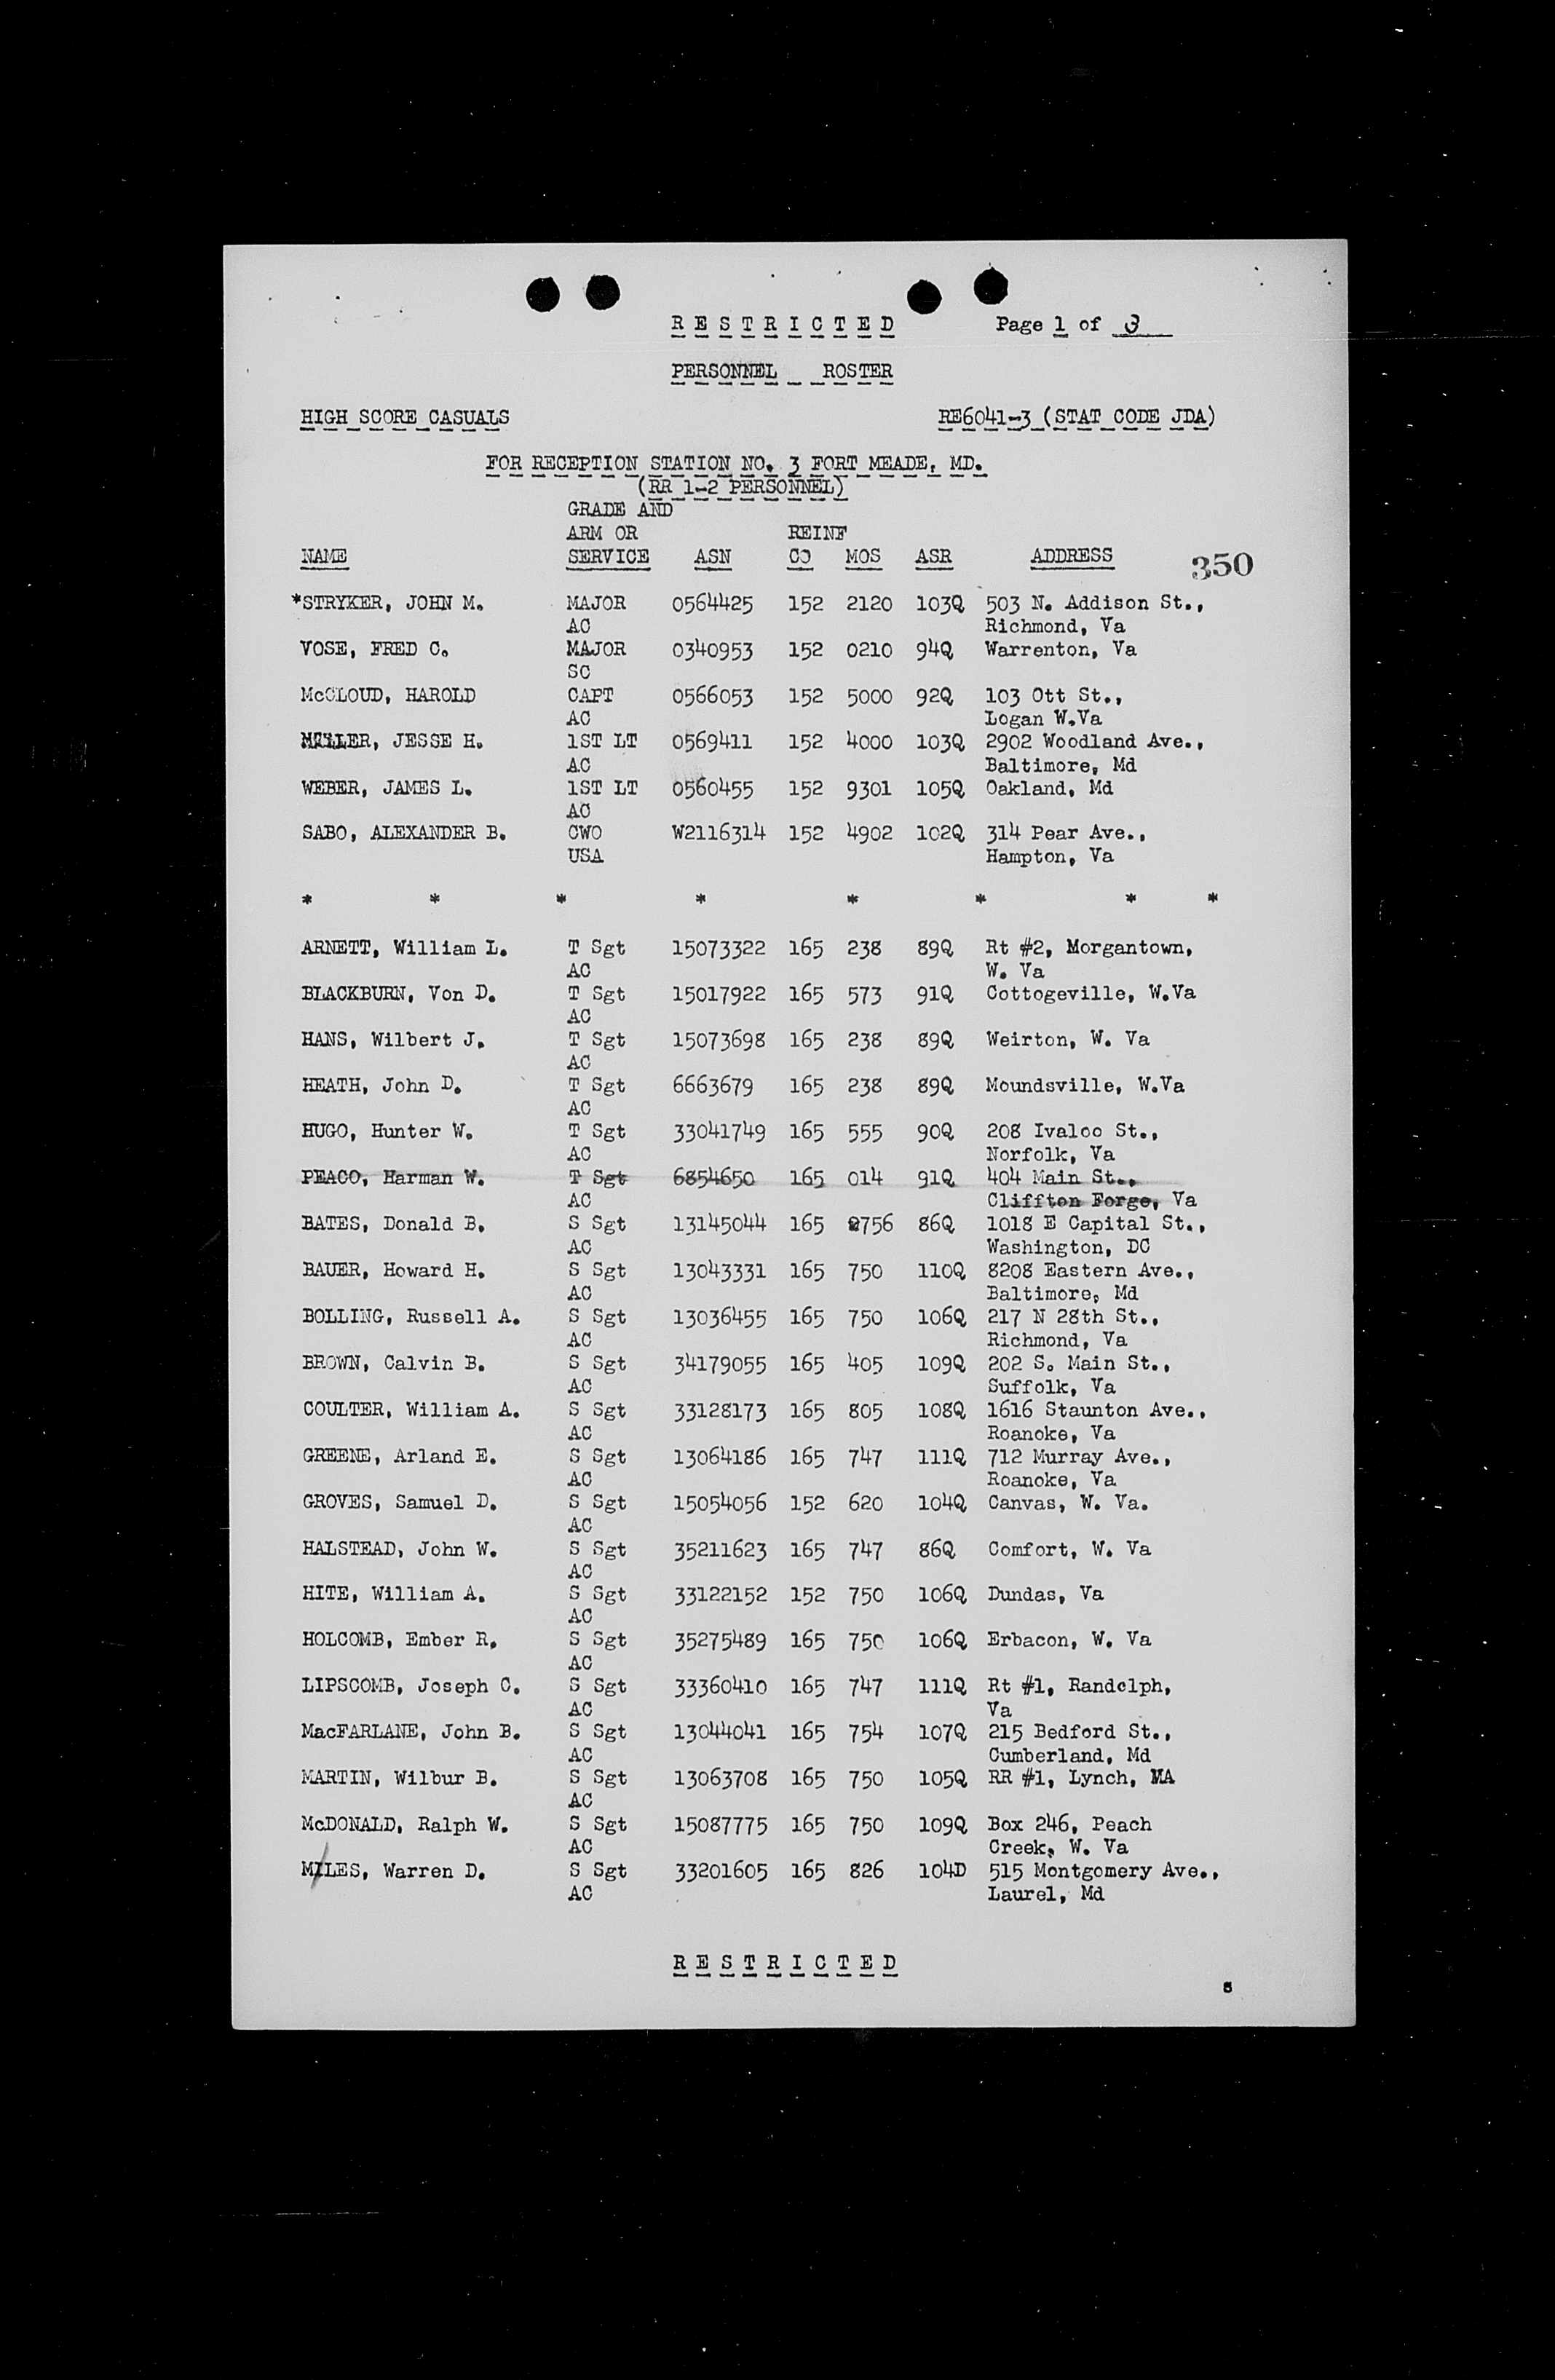 RESTRICTED Page 1 of 3
PERSONNEL ROSTER
HIGH SCORE CASUALS RE6041-3 (STAT CODE JDA)
FOR RECEPTION STATION NO. 3 FORT MEADE, MD.
(RR 1-2 PERSONNEL)
GRADE AND
ARM OR REINF
NAME SERVICE ASN CO MOS ASR ADDRESS 350
*STRYKER, JOHN M. MAJOR 0564425 152 2120 103Q 503 N. Addison St.,
AC Richmond, Va
VOSE, FRED C. MAJOR 0340953 152 0210 94Q Warrenton, Va
SC
McCLOUD, HAROLD CAPT 0566053 152 5000 92Q 103 Ott St.,
AC Logan W.Va
JESSE H. 1ST LT 0569411 152 4000 103Q 2902 Woodland Ave.,
AC Baltimore, Md
WEBER, JAMES L. 1ST LT 0560455 152 9301 105Q Oakland, Md
AC
SABO, ALEXANDER B. CWO W2116314 152 4902 102Q 314 Pear Ave.,
USA Hampton, Va
* * * * * * * *
ARNETT, William L. T Sgt 15073322 165 238 89Q Rt #2, Morgantown,
AC W. Va
BLACKBURN, Von D. T Sgt 15017922 165 573 91Q Cottogeville, W.Va
AC
HANS, Wilbert J. T Sgt 15073698 165 238 89Q Weirton, W. Va
AC
HEATH, John D. T Sgt 6663679 165 238 89Q Moundsville, W.Va
AC
HUGO, Hunter W. T Sgt 33041749 165 555 90Q 208 Ivaloo St.,
AC Norfolk, Va
PEACO, Harman W. T Sgt 6854650 165 014 91Q 404 Main St.,
AC Cliffton Forge, Va
BATES, Donald B. S Sgt 13145044 165 2756 86Q 1018 E Capital St.,
AC Washington, DC
BAUER, Howard H. S Sgt 13043331 165 750 110Q 8208 Eastern Ave.,
AC Baltimore, Md
BOLLING, Russell A. S Sgt 13036455 165 750 106Q 217 N 28th St.,
AC Richmond, Va
BROWN, Calvin B. S Sgt 34179055 165 405 109Q 202 S. Main St.,
AC Suffolk, Va
COULTER, William A. S Sgt 33128173 165 805 108Q 1616 Staunton Ave.,
AC Roanoke, Va
GREENE, Arland E. S Sgt 13064186 165 747 111Q 712 Murray Ave.,
AC Roanoke, Va
GROVES, Samuel D. S Sgt 15054056 152 620 104Q Canvas, W. Va.
AC
HALSTEAD, John W. S Sgt 35211623 165 747 86Q Comfort, W. Va
AC
HITE, William A. S Sgt 33122152 152 750 106Q Dundas, Va
AC
HOLCOMB, Ember R. S Sgt 35275489 165 750 106Q Erbacon, W. Va
AC
LIPSCOMB, Joseph C. S Sgt 33360410 165 747 111Q Rt #1, Randolph,
AC Va
MacFARLANE, John B. S Sgt 13044041 165 754 107Q 215 Bedford St.,
AC Cumberland, Md
MARTIN, Wilbur B. S Sgt 13063708 165 750 105Q RR #1, Lynch, MA
AC
McDONALD, Ralph W. S Sgt 15087775 165 750 109Q Box 246, Peach
AC Creek, W. Va
MILES, Warren D. S Sgt 33201605 165 826 104D 515 Montgomery Ave.,
AC Laurel, Md
RESTRICTED